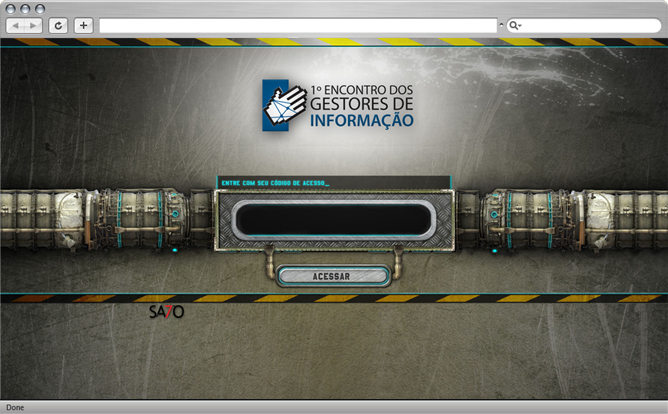 1º ENCONTRO DOS
GESTORES DE
INFORMAÇÃO
ENTRE COM SEU CÓDIGO DE ACESSO_
ACESSAR
SA7O
Done